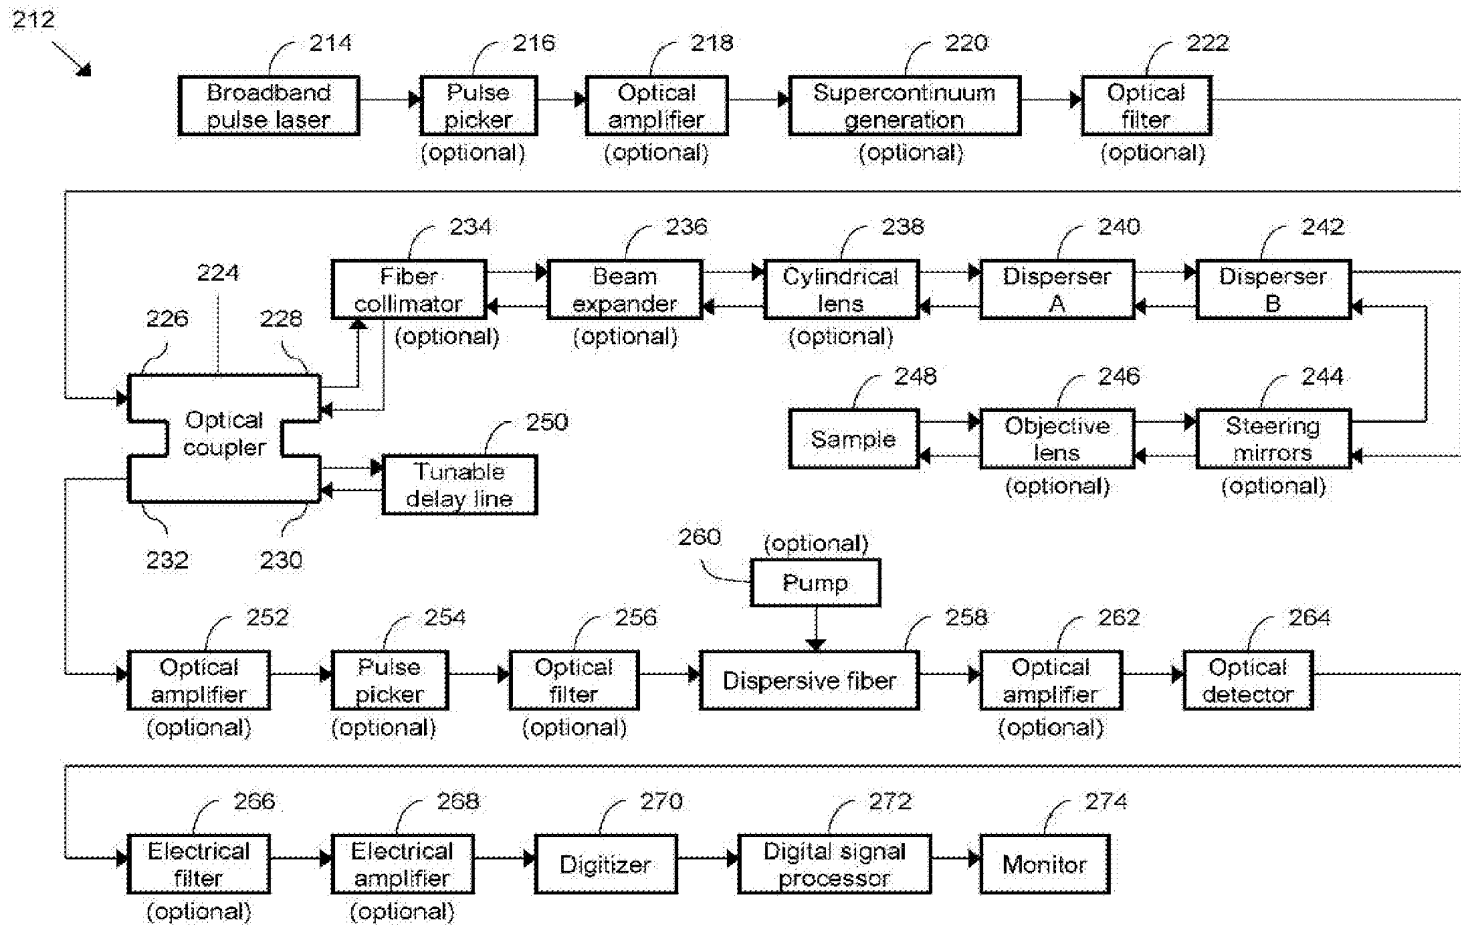 212
214
216
218
220
222
Broadband
pulse laser
Pulse
picker
(optional)
Optical
amplifier
(optional)
Supercontinuum
generation
(optional)
Optical
filter
(optional)
234
236
238
240
242
Fiber
collimator
(optional)
Beam
expander
(optional)
Cylindrical
lens
(optional)
Disperser
A
Disperser
B
224
226
228
Optical
coupler
232
230
250
Tunable
delay line
248
246
244
Sample
Objective
lens
(optional)
Steering
mirrors
(optional)
260
(optional)
Pump
252
254
256
258
262
264
Optical
amplifier
(optional)
Pulse
picker
(optional)
Optical
filter
(optional)
Dispersive fiber
Optical
amplifier
(optional)
Optical
detector
266
268
270
272
274
Electrical
filter
(optional)
Electrical
amplifier
(optional)
Digitizer
Digital signal
processor
Monitor